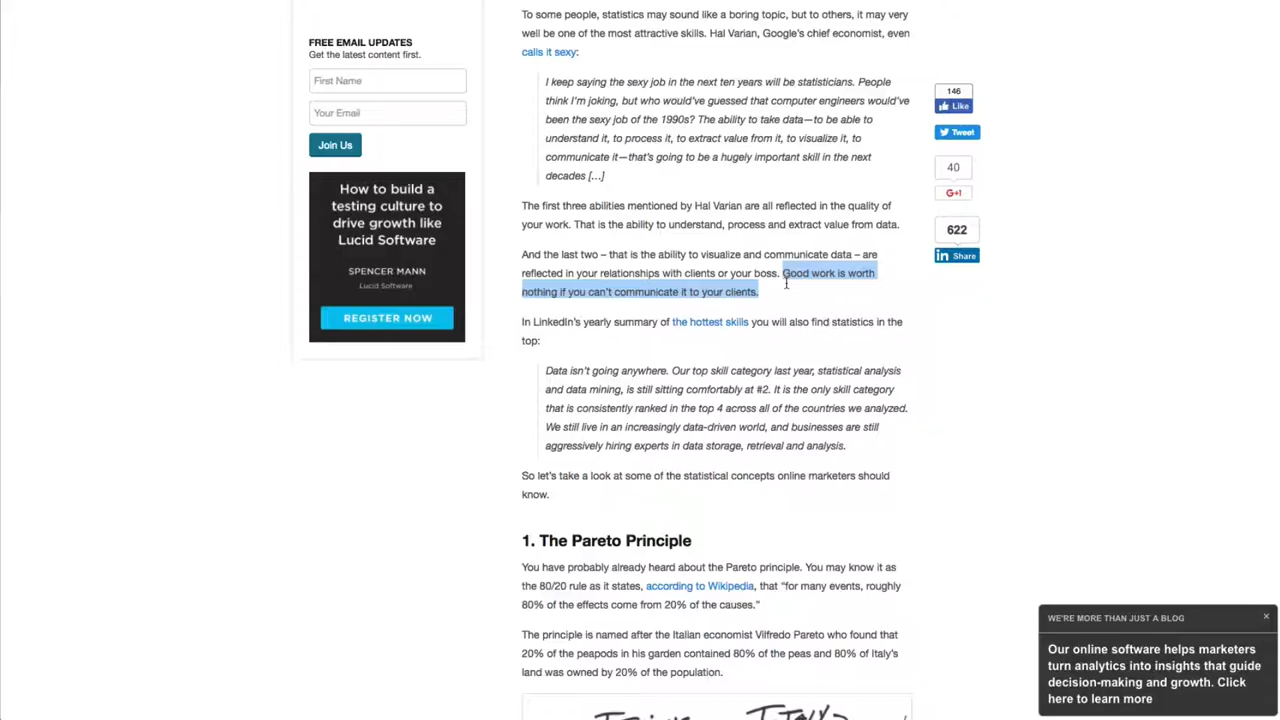 FREE EMAIL UPDATES
Get the latest content first.
First Name
Your Email
Join Us
How to build a
testing culture to
drive growth like
Lucid Software
SPENCER MANN
Lucid Software
REGISTER NOW
To some people, statistics may sound like a boring topic, but to others, it may very
well be one of the most attractive skills. Hal Varian, Google's chief economist, even
calls it sexy:
I keep saying the sexy job in the next ten years will be statisticians. People
think I'm joking, but who would've guessed that computer engineers would've
been the sexy job of the 1990s? The ability to take data—to be able to
understand it, to process it, to extract value from it, to visualize it, to
communicate it—that's going to be a hugely important skill in the next
decades [...]
The first three abilities mentioned by Hal Varian are all reflected in the quality of
your work. That is the ability to understand, process and extract value from data.
And the last two – that is the ability to visualize and communicate data – are
reflected in your relationships with clients or your boss. Good work is worth
nothing if you can't communicate it to your clients.
In LinkedIn's yearly summary of the hottest skills you will also find statistics in the
top:
Data isn't going anywhere. Our top skill category last year, statistical analysis
and data mining, is still sitting comfortably at #2. It is the only skill category
that is consistently ranked in the top 4 across all of the countries we analyzed.
We still live in an increasingly data-driven world, and businesses are still
aggressively hiring experts in data storage, retrieval and analysis.
So let's take a look at some of the statistical concepts online marketers should
know.
1. The Pareto Principle
You have probably already heard about the Pareto principle. You may know it as
the 80/20 rule as it states, according to Wikipedia, that "for many events, roughly
80% of the effects come from 20% of the causes."
The principle is named after the Italian economist Vilfredo Pareto who found that
20% of the peapods in his garden contained 80% of the peas and 80% of Italy's
land was owned by 20% of the population.
146
Like
Tweet
40
G+1
622
in Share
WE'RE MORE THAN JUST A BLOG
×
Our online software helps marketers
turn analytics into insights that guide
decision-making and growth. Click
here to learn more